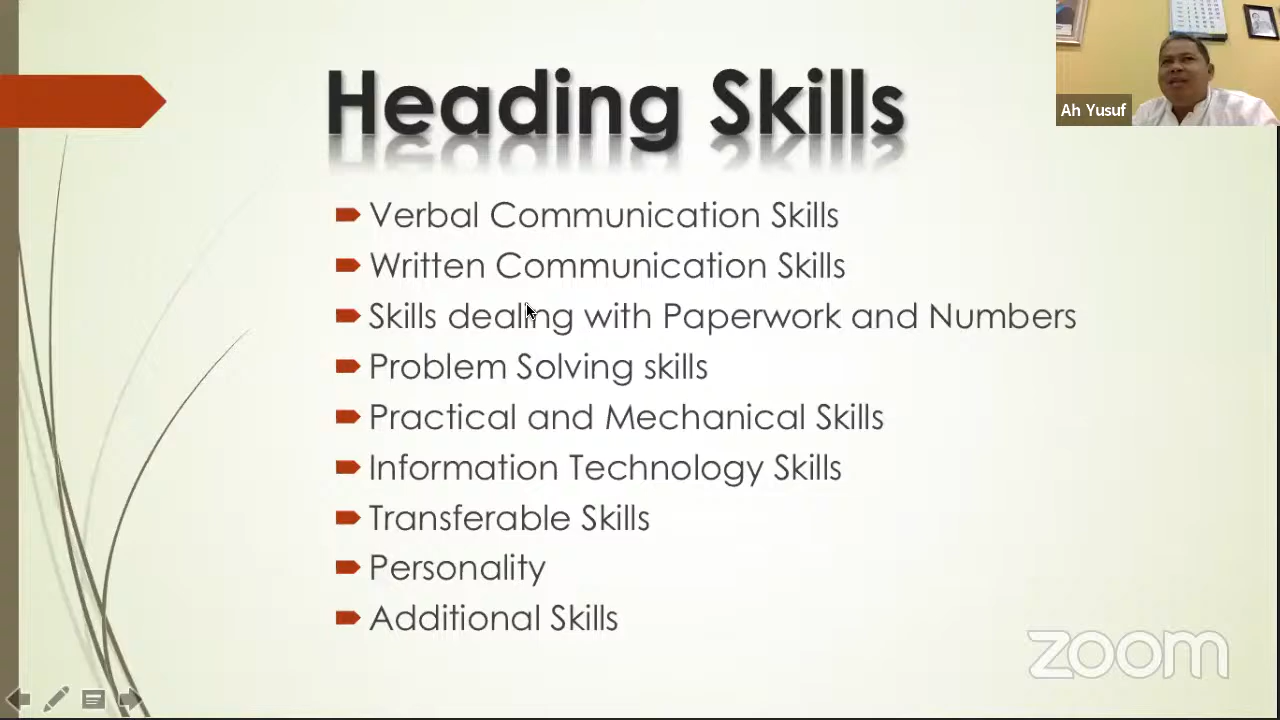 Heading Skills
Ah Yusuf
Verbal Communication Skills
Written Communication Skills
Skills dealing with Paperwork and Numbers
Problem Solving skills
Practical and Mechanical Skills
Information Technology Skills
Transferable Skills
Personality
Additional Skills
zoom